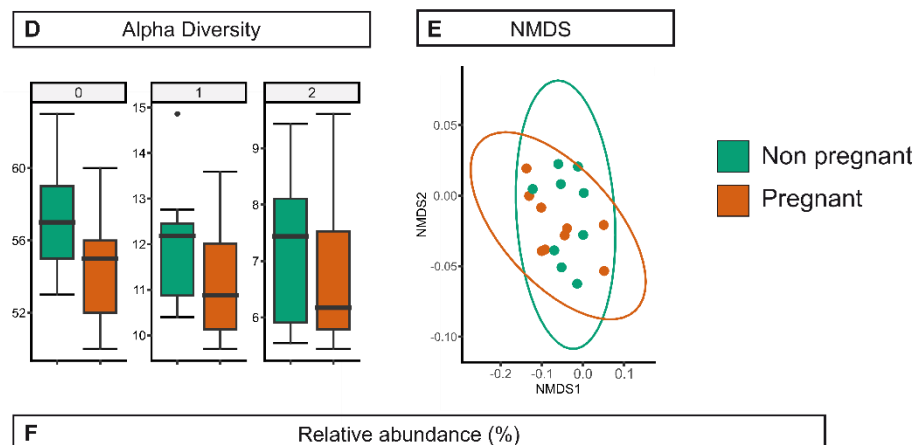 D Alpha Diversity
0
60
56
52
1
15
14
13
12
11
10
2
9
8
7
6
E NMDS
NMDS2
0.05
0.00
-0.05
-0.10
-0.2 -0.1 0.0 0.1
NMDS1
Non pregnant
Pregnant
F Relative abundance (%)